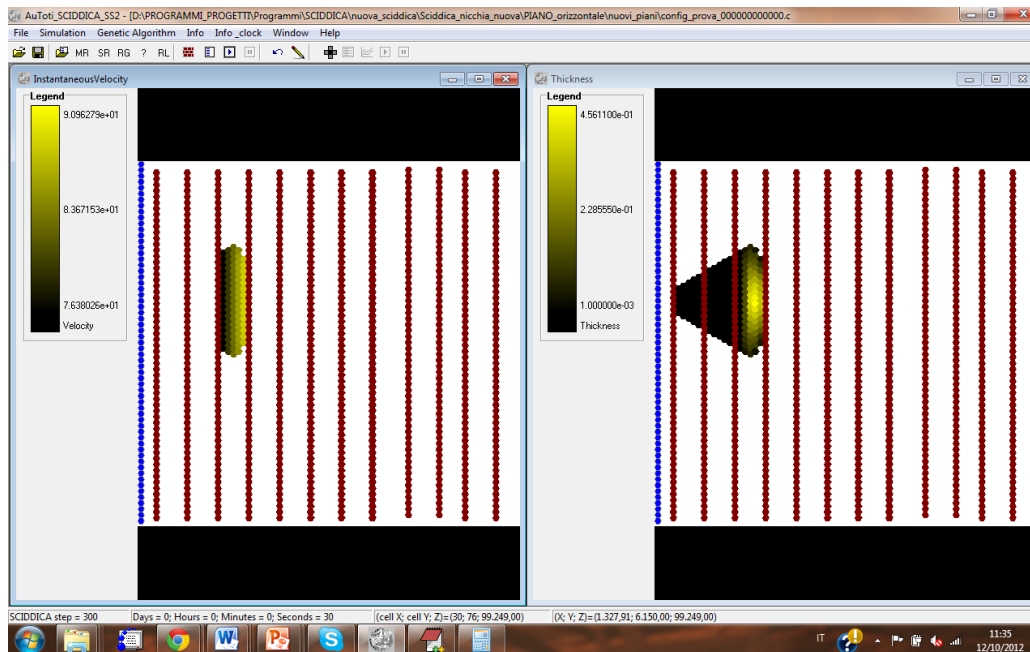 AuToti_SCIDDICA_SS2 - [D:\PROGRAMMI_PROGETTI\Programmi\SCIDDICA\nuova_sciddica\Sciddica_nicchia_nuova\PIANO_orizzontale\nuovi_piani\config_prova_000000000000.c
File Simulation Genetic Algorithm Info Info_clock Window Help
MR SR RG ? RL
InstantaneousVelocity
Legend
9.096279e+01
8.367153e+01
7.638026e+01
Velocity
Thickness
Legend
4.561100e-01
2.285550e-01
1.000000e-03
Thickness
SCIDDICA step = 300 Days = 0; Hours = 0; Minutes = 0; Seconds = 30 (cell X; cell Y; Z)=(30; 76; 99.249,00) (X; Y; Z)=(1.327,91; 6.150,00; 99.249,00)
IT
11:35
12/10/2012